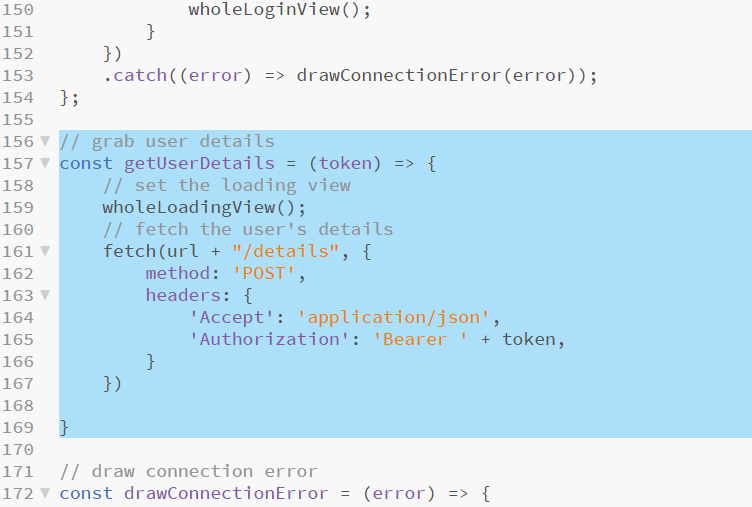 150 wholeLoginView();
151 }
152 })
153 .catch((error) => drawConnectionError(error));
154 };
155
156 // grab user details
157 const getUserDetails = (token) => {
158 // set the loading view
159 wholeLoadingView();
160 // fetch the user's details
161 fetch(url + "/details", {
162 method: 'POST',
163 headers: {
164 'Accept': 'application/json',
165 'Authorization': 'Bearer ' + token,
166 }
167 })
168
169 }
170
171 // draw connection error
172 const drawConnectionError = (error) => {